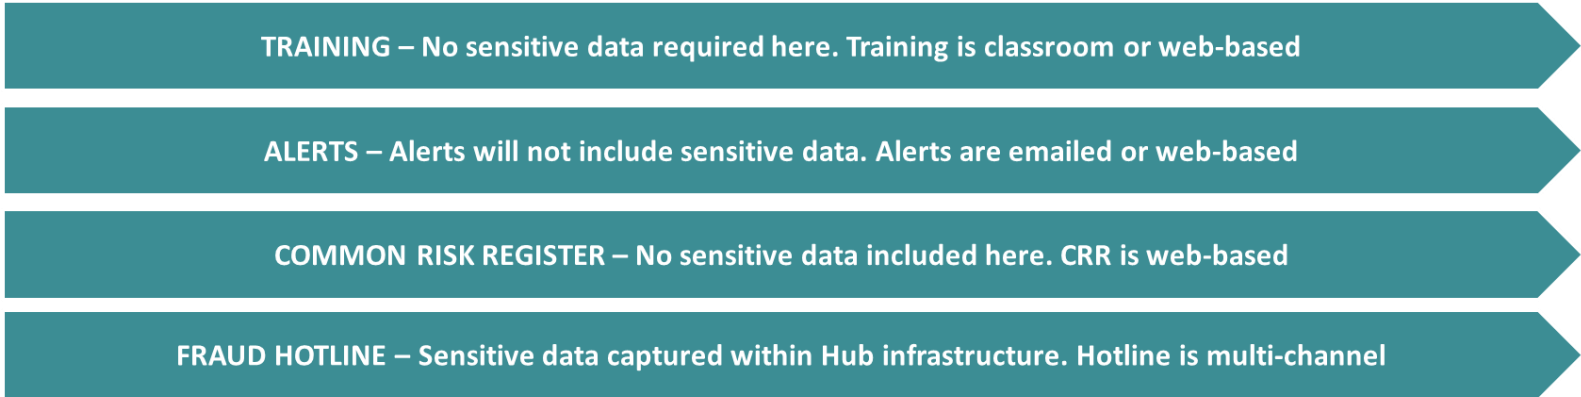 TRAINING – No sensitive data required here. Training is classroom or web-based
ALERTS – Alerts will not include sensitive data. Alerts are emailed or web-based
COMMON RISK REGISTER – No sensitive data included here. CRR is web-based
FRAUD HOTLINE – Sensitive data captured within Hub infrastructure. Hotline is multi-channel